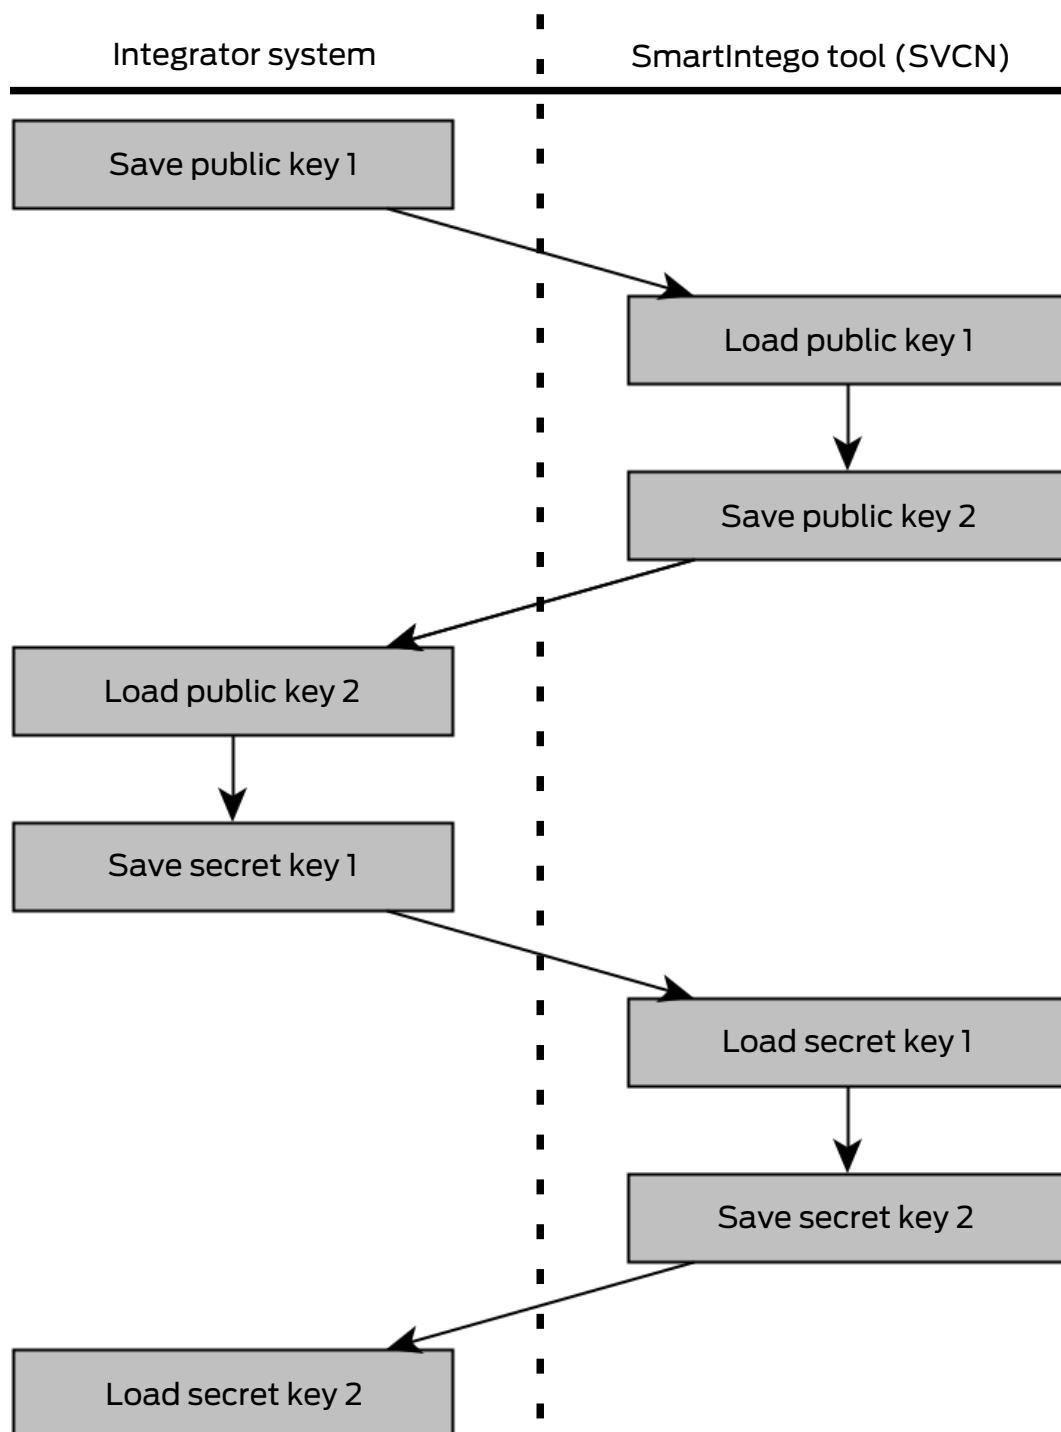 Integrator system
SmartIntego tool (SVCN)
Save public key 1
Load public key 1
Save public key 2
Load public key 2
Save secret key 1
Load secret key 1
Save secret key 2
Load secret key 2